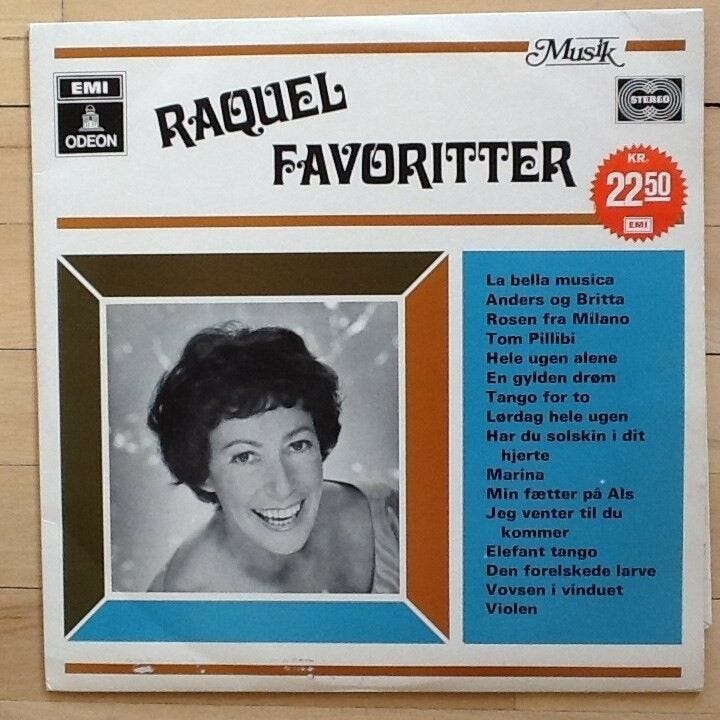 Musik
EMI
ODEON
RAQUEL
FAVORITTER
STEREO
KR.
22 50
EMI
La bella musica
Anders og Britta
Rosen fra Milano
Tom Pillibi
Hele ugen alene
En gylden drøm
Tango for to
Lørdag hele ugen
Har du solskin i dit
hjerte
Marina
Min fætter på Als
Jeg venter til du
kommer
Elefant tango
Den forelskede larve
Vovsen i vinduet
Violen